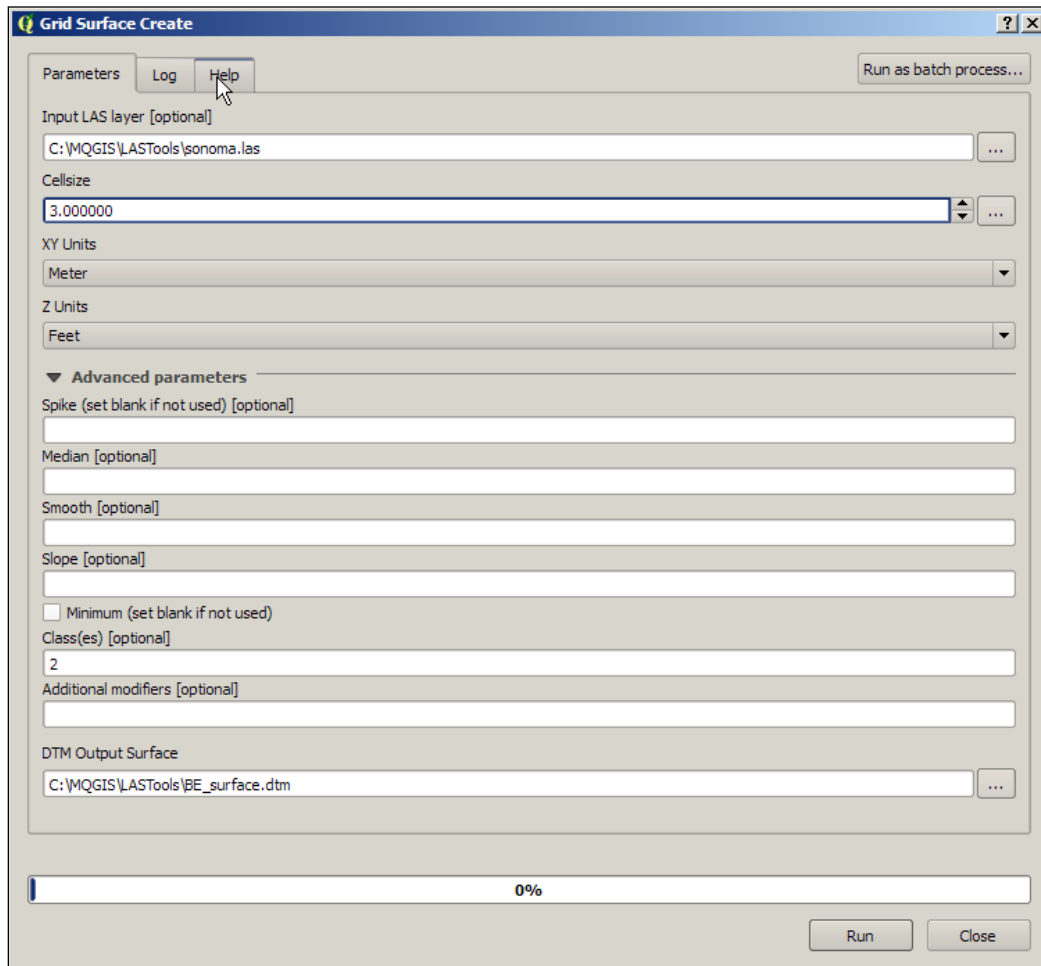 Grid Surface Create
Parameters Log Help Run as batch process...
Input LAS layer [optional]
C:\MQGIS\LASTools\sonoma.las ...
Cellsize
3.000000 ...
XY Units
Meter
Z Units
Feet
Advanced parameters
Spike (set blank if not used) [optional]
Median [optional]
Smooth [optional]
Slope [optional]
Minimum (set blank if not used)
Class(es) [optional]
2
Additional modifiers [optional]
DTM Output Surface
C:\MQGIS\LASTools\BE_surface.dtm ...
0%
Run Close